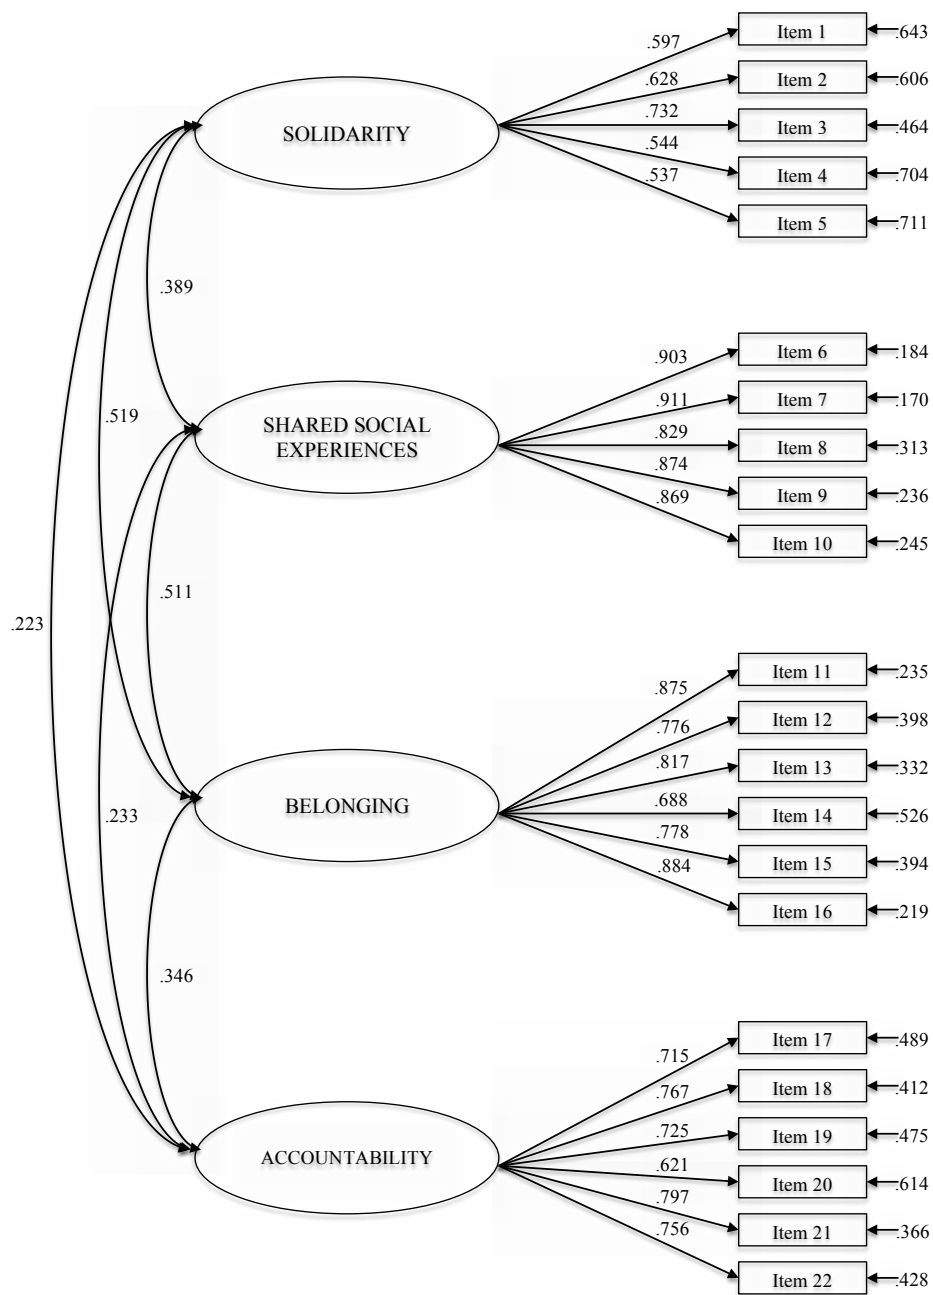 .597 Item 1 .643
.628 Item 2 .606
.732 Item 3 .464
SOLIDARITY
.544 Item 4 .704
.537 Item 5 .711
.389
.903 Item 6 .184
.911 Item 7 .170
.519
SHARED SOCIAL
EXPERIENCES
.829 Item 8 .313
.874 Item 9 .236
.869 Item 10 .245
.511
.223
.875 Item 11 .235
.776 Item 12 .398
.817 Item 13 .332
BELONGING
.233
.688 Item 14 .526
.778 Item 15 .394
.884 Item 16 .219
.346
.715 Item 17 .489
.767 Item 18 .412
.725 Item 19 .475
ACCOUNTABILITY
.621 Item 20 .614
.797 Item 21 .366
.756 Item 22 .428